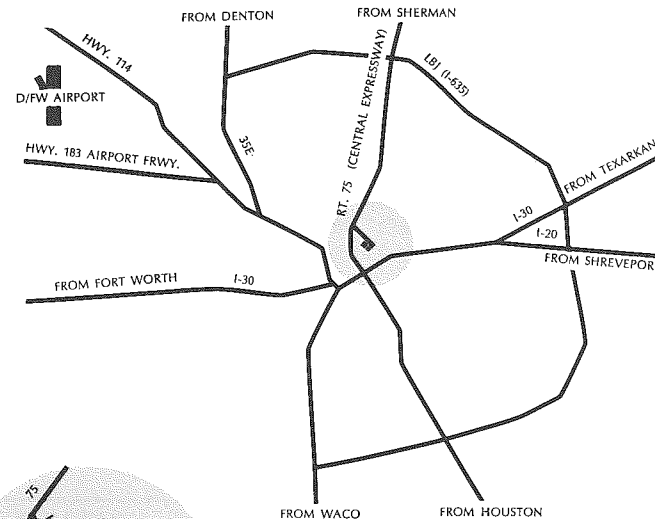 FROM DENTON
FROM SHERMAN
HWY. 114
LBJ (I-635)
D/FW AIRPORT
RT. 75 (CENTRAL EXPRESSWAY)
35E
HWY. 183 AIRPORT FRWY.
FROM TEXARKAN
I-30
I-20
FROM SHREVEPOR
FROM FORT WORTH
I-30
75
FROM WACO
FROM HOUSTON